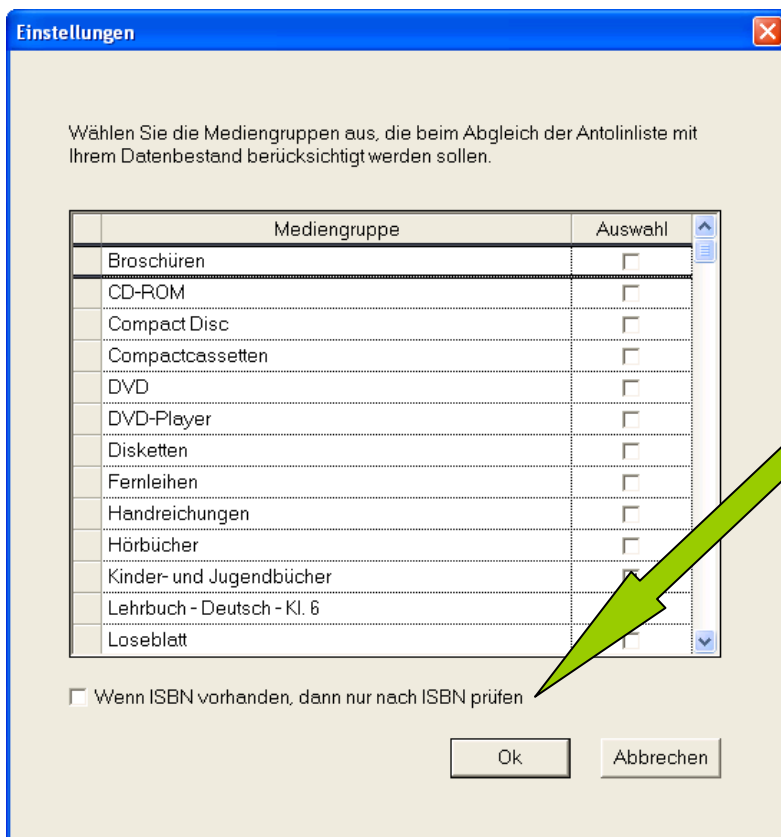 Einstellungen
Wählen Sie die Mediengruppen aus, die beim Abgleich der Antolinliste mit
Ihrem Datenbestand berücksichtigt werden sollen.
Mediengruppe Auswahl
Broschüren
CD-ROM
Compact Disc
Compactcassetten
DVD
DVD-Player
Disketten
Fernleihen
Handreichungen
Hörbücher
Kinder- und Jugendbücher
Lehrbuch - Deutsch - Kl. 6
Loseblatt
Wenn ISBN vorhanden, dann nur nach ISBN prüfen
Ok Abbrechen